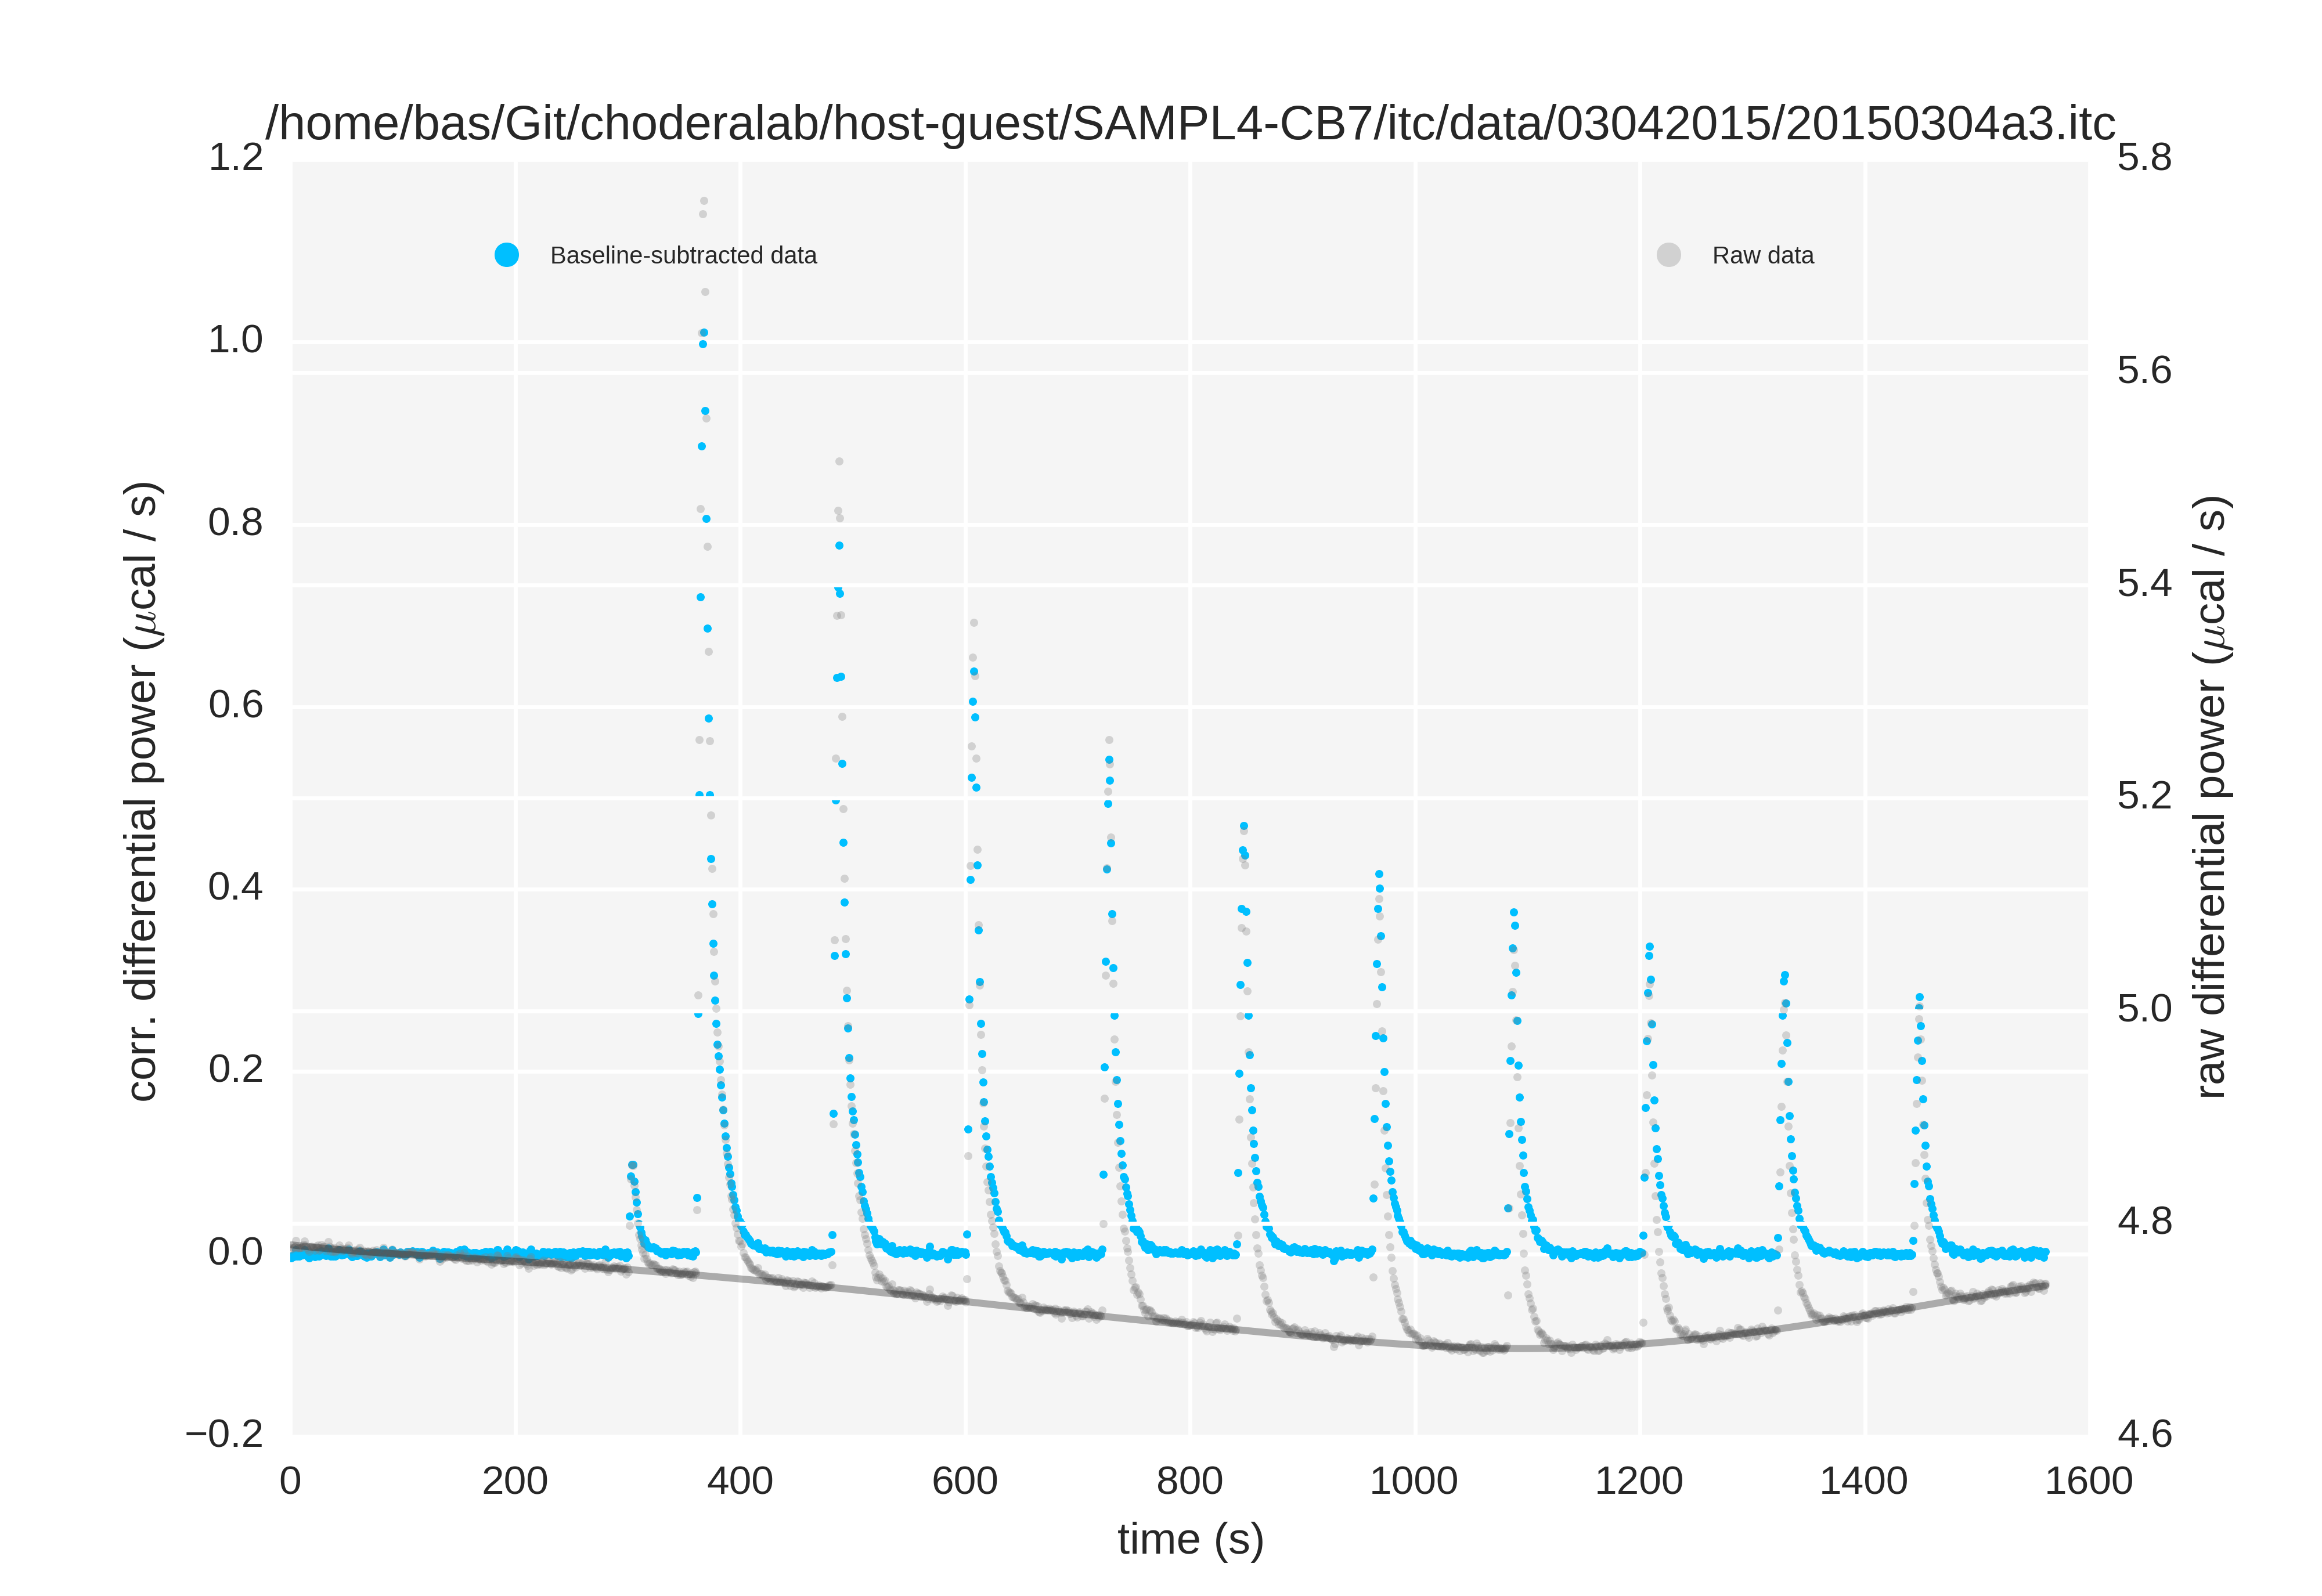 /home/bas/Git/choderalab/host-guest/SAMPL4-CB7/itc/data/03042015/20150304a3.itc
Baseline-subtracted data
Raw data
corr. differential power (μcal / s)
1.2
1.0
0.8
0.6
0.4
0.2
0.0
−0.2
raw differential power (μcal / s)
5.8
5.6
5.4
5.2
5.0
4.8
4.6
0 200 400 600 800 1000 1200 1400 1600
time (s)